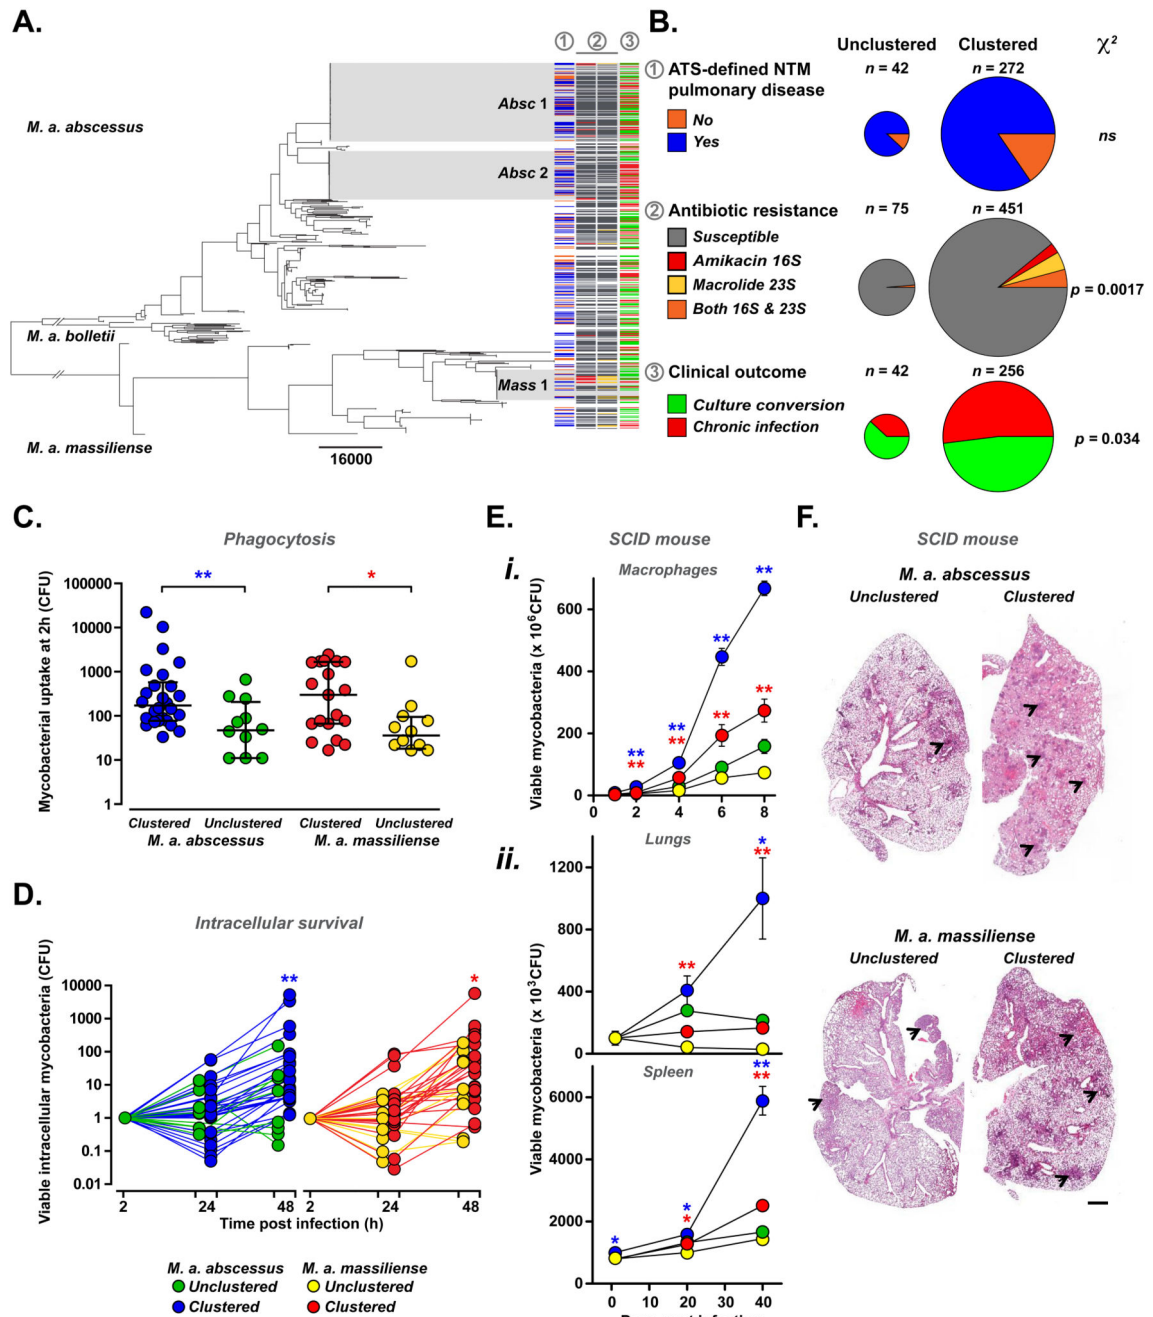 A.
① ② ③
M. a. abscessus
Absc 1
Absc 2
M. a. bolletii
Mass 1
M. a. massiliense
16000
B.
Unclustered Clustered χ²
① ATS-defined NTM
pulmonary disease
No
Yes
n = 42 n = 272
ns
② Antibiotic resistance
Susceptible
Amikacin 16S
Macrolide 23S
Both 16S & 23S
n = 75 n = 451
p = 0.0017
③ Clinical outcome
Culture conversion
Chronic infection
n = 42 n = 256
p = 0.034
C.
Phagocytosis
Mycobacterial uptake at 2h (CFU)
100000
10000
1000
100
10
1
** *
Clustered Unclustered Clustered Unclustered
M. a. abscessus M. a. massiliense
D.
Intracellular survival
Viable intracellular mycobacteria (CFU)
10000
1000
100
10
1
0.1
0.01
** *
2 24 48 2 24 48
Time post infection (h)
M. a. abscessus M. a. massiliense
Unclustered Unclustered
Clustered Clustered
E.
SCID mouse
i.
Macrophages
Viable mycobacteria (x 10⁶CFU)
600
400
200
0
** ** ** **
** ** ** **
0 2 4 6 8
ii.
Lungs
Viable mycobacteria (x 10³CFU)
1200
800
400
0
*
** **
Spleen
6000
4000
2000
0
* * **
* **
0 10 20 30 40
F.
SCID mouse
M. a. abscessus
Unclustered Clustered
M. a. massiliense
Unclustered Clustered